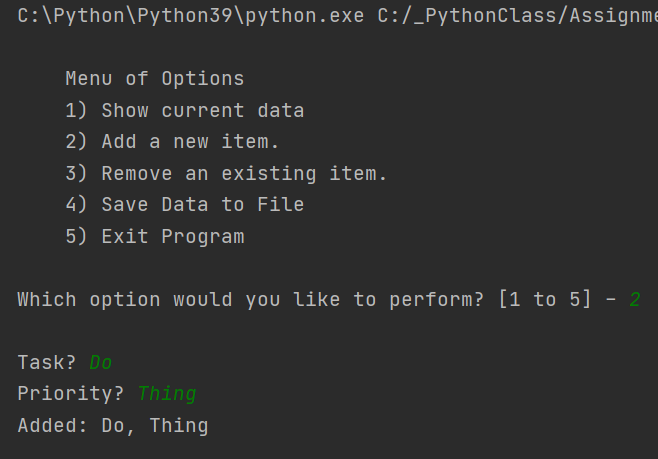 C:\Python\Python39\python.exe C:/_PythonClass/Assignme
Menu of Options
1) Show current data
2) Add a new item.
3) Remove an existing item.
4) Save Data to File
5) Exit Program
Which option would you like to perform? [1 to 5] - 2
Task? Do
Priority? Thing
Added: Do, Thing